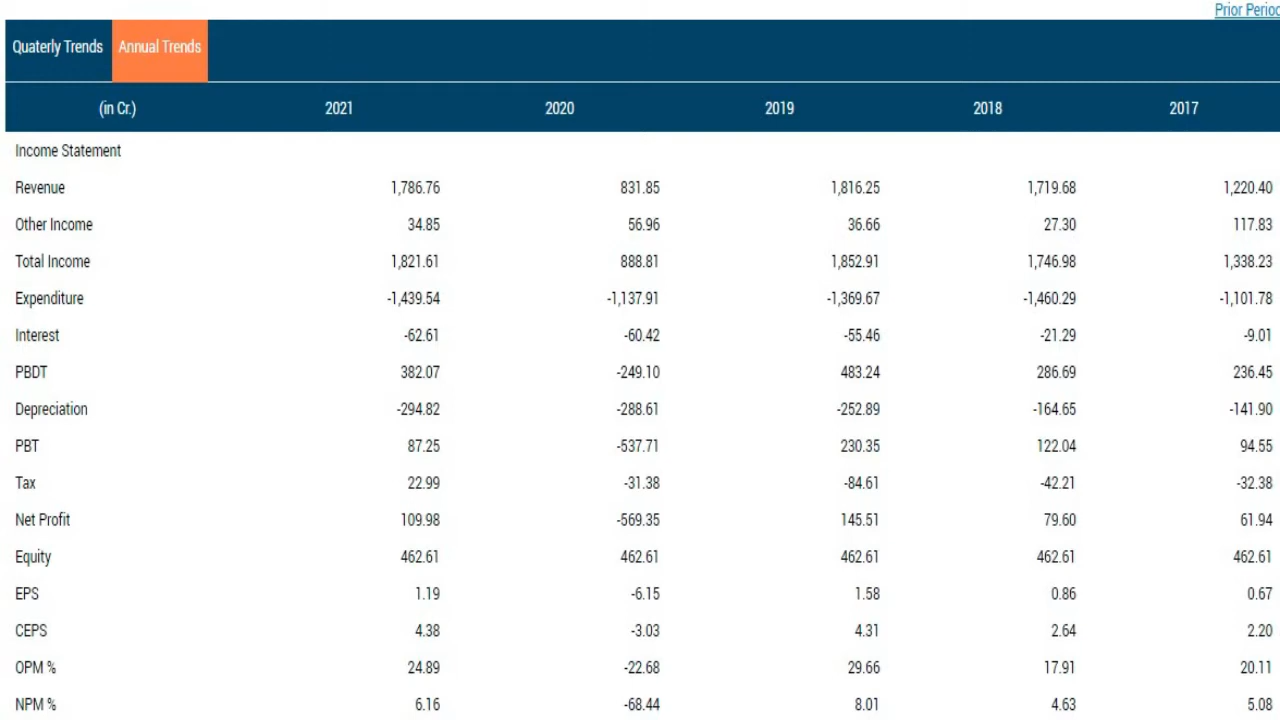 Prior Period
Quaterly Trends Annual Trends
(in Cr.) 2021 2020 2019 2018 2017
Income Statement
Revenue 1,786.76 831.85 1,816.25 1,719.68 1,220.40
Other Income 34.85 56.96 36.66 27.30 117.83
Total Income 1,821.61 888.81 1,852.91 1,746.98 1,338.23
Expenditure -1,439.54 -1,137.91 -1,369.67 -1,460.29 -1,101.78
Interest -62.61 -60.42 -55.46 -21.29 -9.01
PBDT 382.07 -249.10 483.24 286.69 236.45
Depreciation -294.82 -288.61 -252.89 -164.65 -141.90
PBT 87.25 -537.71 230.35 122.04 94.55
Tax 22.99 -31.38 -84.61 -42.21 -32.38
Net Profit 109.98 -569.35 145.51 79.60 61.94
Equity 462.61 462.61 462.61 462.61 462.61
EPS 1.19 -6.15 1.58 0.86 0.67
CEPS 4.38 -3.03 4.31 2.64 2.20
OPM % 24.89 -22.68 29.66 17.91 20.11
NPM % 6.16 -68.44 8.01 4.63 5.08